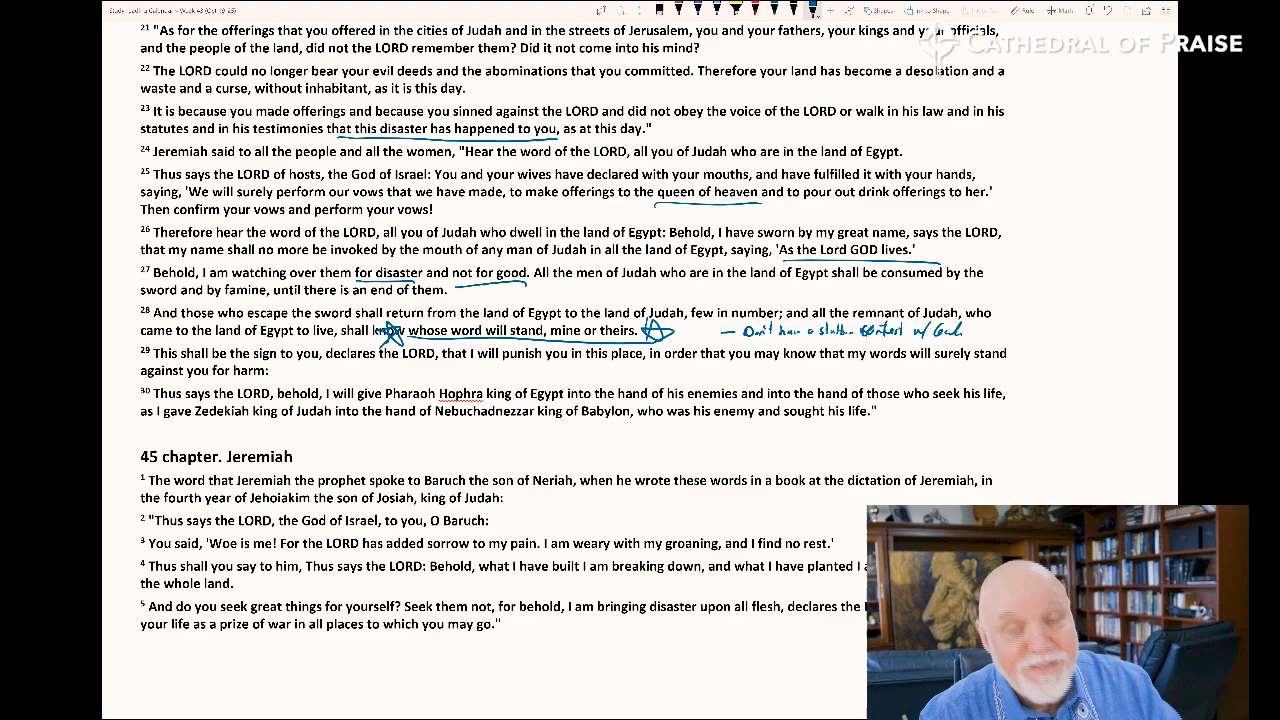 Study Reading Calendar - Week 43 (Oct 19-25)
Shapes
Ink to Shape
Ink to Text
Rule
Math
CATHEDRAL OF PRAISE
21 "As for the offerings that you offered in the cities of Judah and in the streets of Jerusalem, you and your fathers, your kings and your officials,
and the people of the land, did not the LORD remember them? Did it not come into his mind?
22 The LORD could no longer bear your evil deeds and the abominations that you committed. Therefore your land has become a desolation and a
waste and a curse, without inhabitant, as it is this day.
23 It is because you made offerings and because you sinned against the LORD and did not obey the voice of the LORD or walk in his law and in his
statutes and in his testimonies that this disaster has happened to you, as at this day."
24 Jeremiah said to all the people and all the women, "Hear the word of the LORD, all you of Judah who are in the land of Egypt.
25 Thus says the LORD of hosts, the God of Israel: You and your wives have declared with your mouths, and have fulfilled it with your hands,
saying, 'We will surely perform our vows that we have made, to make offerings to the queen of heaven and to pour out drink offerings to her.'
Then confirm your vows and perform your vows!
26 Therefore hear the word of the LORD, all you of Judah who dwell in the land of Egypt: Behold, I have sworn by my great name, says the LORD,
that my name shall no more be invoked by the mouth of any man of Judah in all the land of Egypt, saying, 'As the Lord GOD lives.'
27 Behold, I am watching over them for disaster and not for good. All the men of Judah who are in the land of Egypt shall be consumed by the
sword and by famine, until there is an end of them.
28 And those who escape the sword shall return from the land of Egypt to the land of Judah, few in number; and all the remnant of Judah, who
came to the land of Egypt to live, shall know whose word will stand, mine or theirs. — Don't have a contest w/ God
29 This shall be the sign to you, declares the LORD, that I will punish you in this place, in order that you may know that my words will surely stand
against you for harm:
30 Thus says the LORD, behold, I will give Pharaoh Hophra king of Egypt into the hand of his enemies and into the hand of those who seek his life,
as I gave Zedekiah king of Judah into the hand of Nebuchadnezzar king of Babylon, who was his enemy and sought his life."
45 chapter. Jeremiah
1 The word that Jeremiah the prophet spoke to Baruch the son of Neriah, when he wrote these words in a book at the dictation of Jeremiah, in
the fourth year of Jehoiakim the son of Josiah, king of Judah:
2 "Thus says the LORD, the God of Israel, to you, O Baruch:
3 You said, 'Woe is me! For the LORD has added sorrow to my pain. I am weary with my groaning, and I find no rest.'
4 Thus shall you say to him, Thus says the LORD: Behold, what I have built I am breaking down, and what I have planted I
the whole land.
5 And do you seek great things for yourself? Seek them not, for behold, I am bringing disaster upon all flesh, declares the
your life as a prize of war in all places to which you may go."